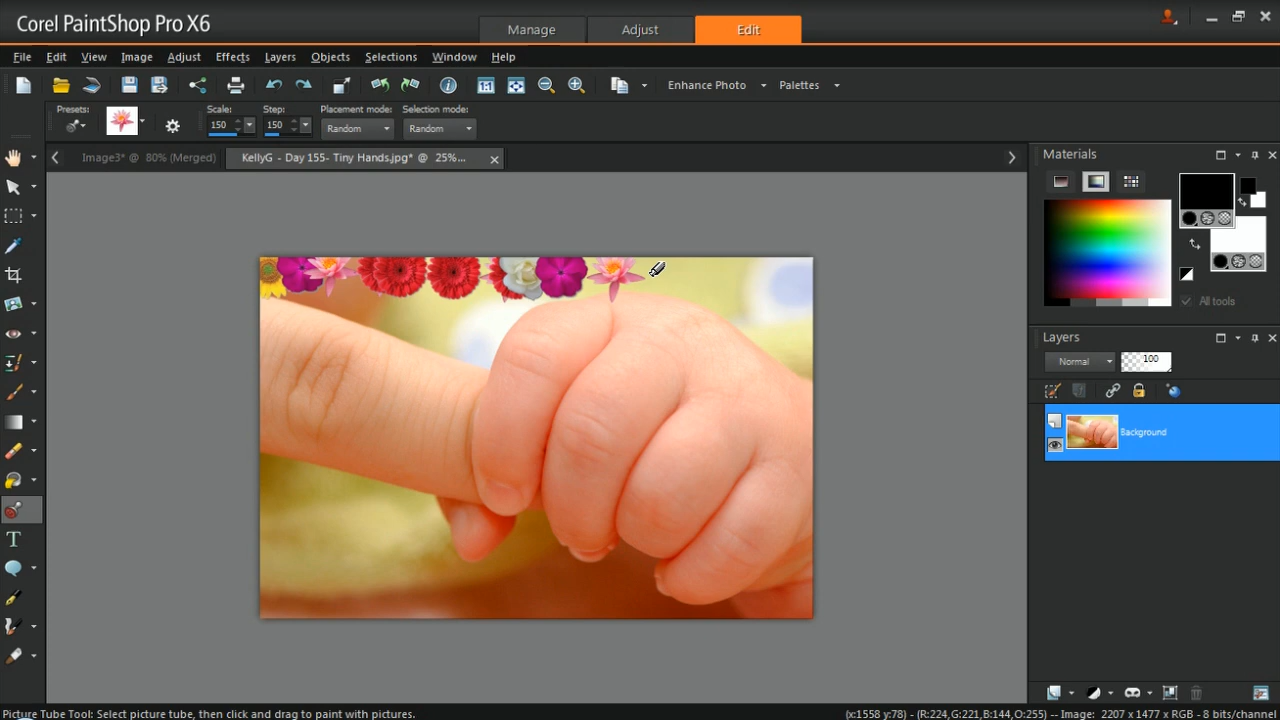 Corel PaintShop Pro X6
Manage
Adjust
Edit
File Edit View Image Adjust Effects Layers Objects Selections Window Help
1:1
Enhance Photo
Palettes
Presets:
Scale:
150
Step:
150
Placement mode:
Random
Selection mode:
Random
Image3* @ 80% (Merged)
KellyG - Day 155- Tiny Hands.jpg* @ 25%...
Materials
All tools
Layers
Normal
100
Background
T
Picture Tube Tool: Select picture tube, then click and drag to paint with pictures.
(x:1558 y:78) - (R:224,G:221,B:144,O:255) -- Image: 2207 x 1477 x RGB - 8 bits/channel